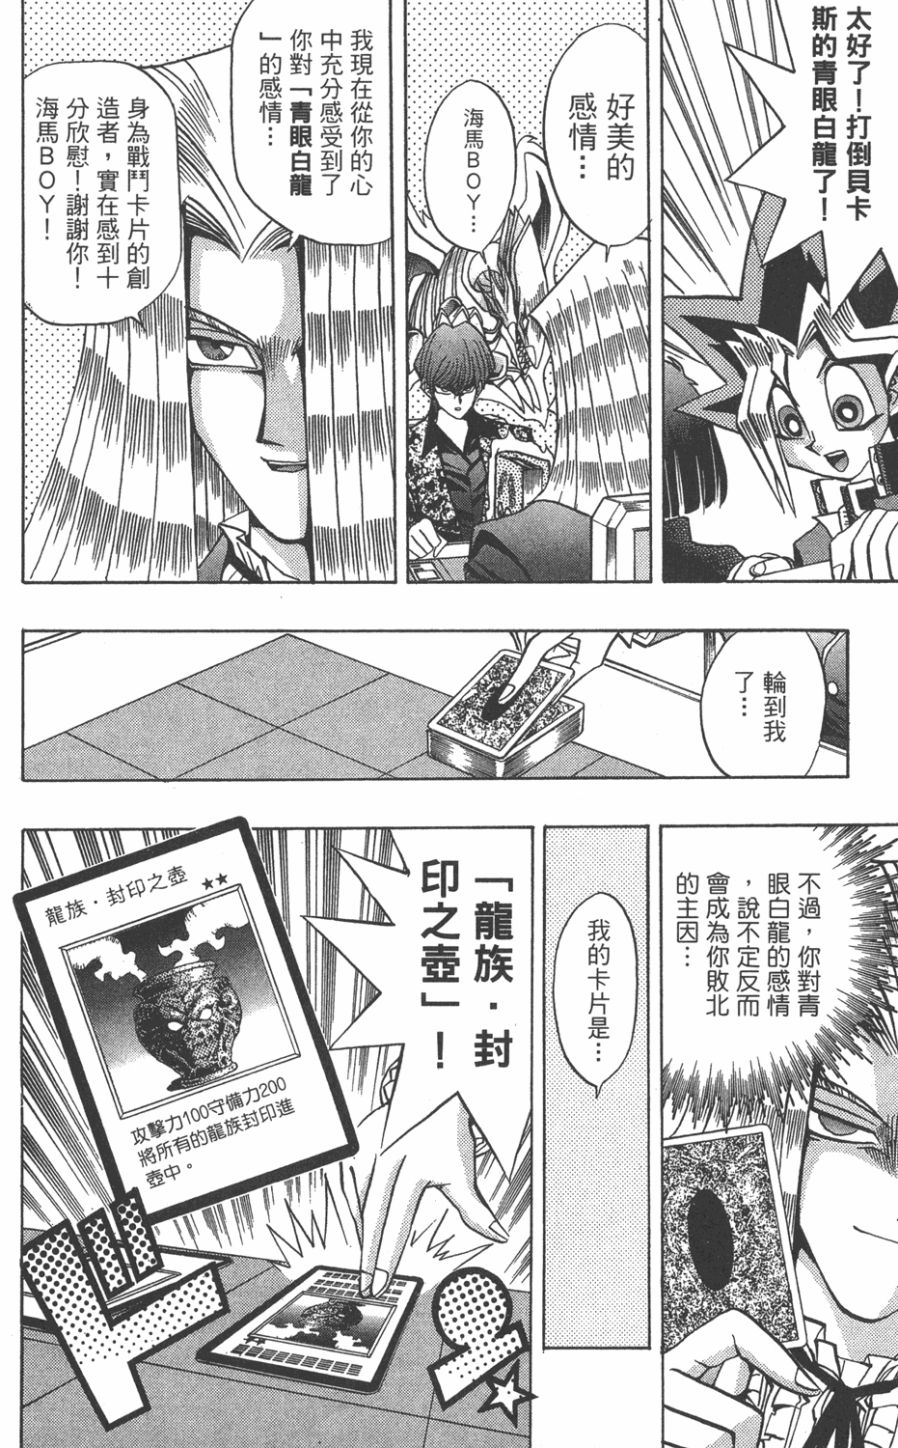 太好了！打倒貝卡
斯的青眼白龍了！
好美的
感情…
海馬BOY…
我現在從你的心
中充分感受到了
你對「青眼白龍
」的感情…
身為戰鬥卡片的創
造者，實在感到十
分欣慰！謝謝你！
海馬BOY！
輪到我
了…
不過，你對青
眼白龍的感情
，說不定反而
會成為你敗北
的主因…
我的卡片是…
「龍族．封
印之壺」！
龍族．封印之壺
★★
攻擊力100守備力200
將所有的龍族封印進
壺中。